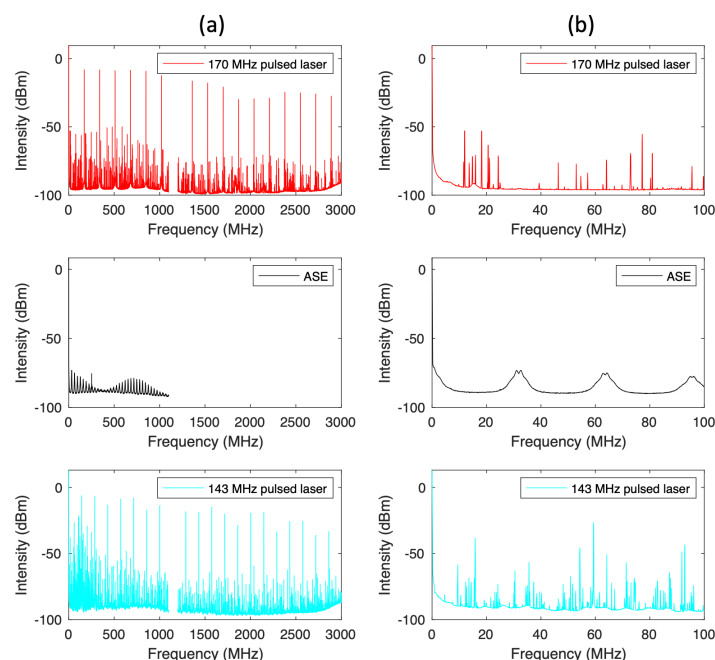 (a)
(b)
170 MHz pulsed laser
Intensity (dBm)
0
-50
-100
0 500 1000 1500 2000 2500 3000
Frequency (MHz)
170 MHz pulsed laser
Intensity (dBm)
0
-50
-100
0 20 40 60 80 100
Frequency (MHz)
ASE
Intensity (dBm)
0
-50
-100
0 500 1000 1500 2000 2500 3000
Frequency (MHz)
ASE
Intensity (dBm)
0
-50
-100
0 20 40 60 80 100
Frequency (MHz)
143 MHz pulsed laser
Intensity (dBm)
0
-50
-100
0 500 1000 1500 2000 2500 3000
Frequency (MHz)
143 MHz pulsed laser
Intensity (dBm)
0
-50
-100
0 20 40 60 80 100
Frequency (MHz)